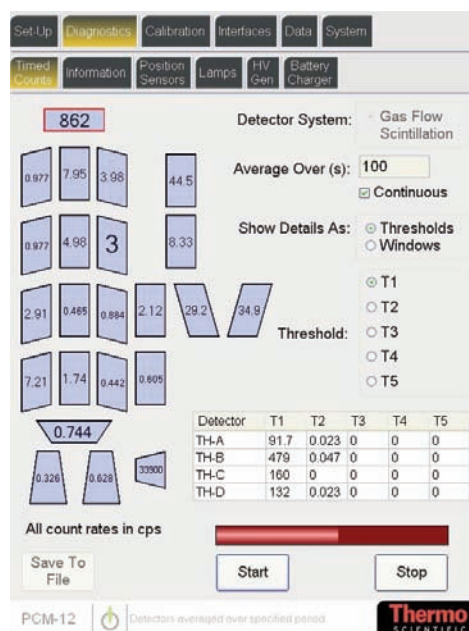 Set-Up Diagnostics Calibration Interfaces Data System
Timed Counts Information Position Sensors Lamps HV Gen Battery Charger
862
Detector System: Gas Flow Scintillation
Average Over (s): 100
Continuous
0.977 7.95 3.98 44.5
Show Details As: Thresholds
Windows
0.977 4.98 3 8.33
Threshold: T1
T2
T3
T4
T5
2.91 0.465 0.884 2.12 29.2 34.9
7.21 1.74 0.442 0.605
0.744
0.326 0.628 33900
Detector T1 T2 T3 T4 T5
TH-A 91.7 0.023 0 0 0
TH-B 479 0.047 0 0 0
TH-C 160 0 0 0 0
TH-D 132 0.023 0 0 0
All count rates in cps
Save To File
Start
Stop
PCM-12
Detectors averaged over specified period
Thermo
SCIENTIFIC